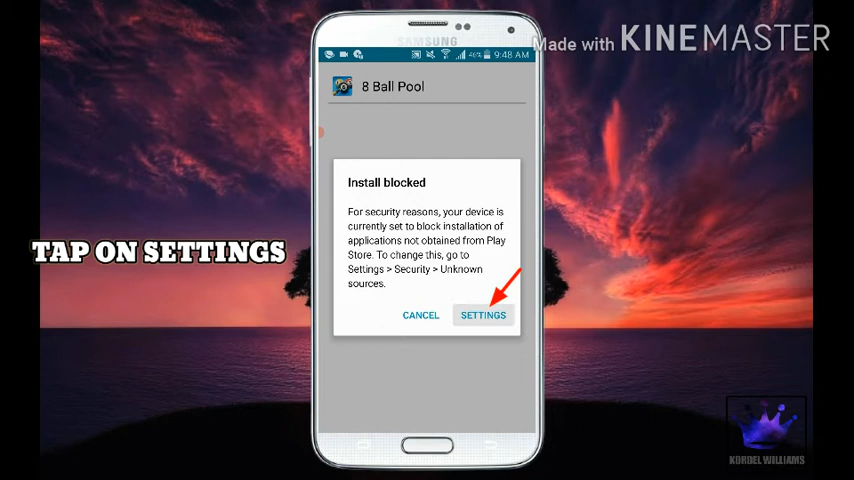 SAMSUNG
Made with KINEMASTER
46% 9:48 AM
8 Ball Pool
Install blocked
For security reasons, your device is
currently set to block installation of
applications not obtained from Play
Store. To change this, go to
Settings > Security > Unknown
sources.
TAP ON SETTINGS
CANCEL SETTINGS
KORDEL WILLIAMS